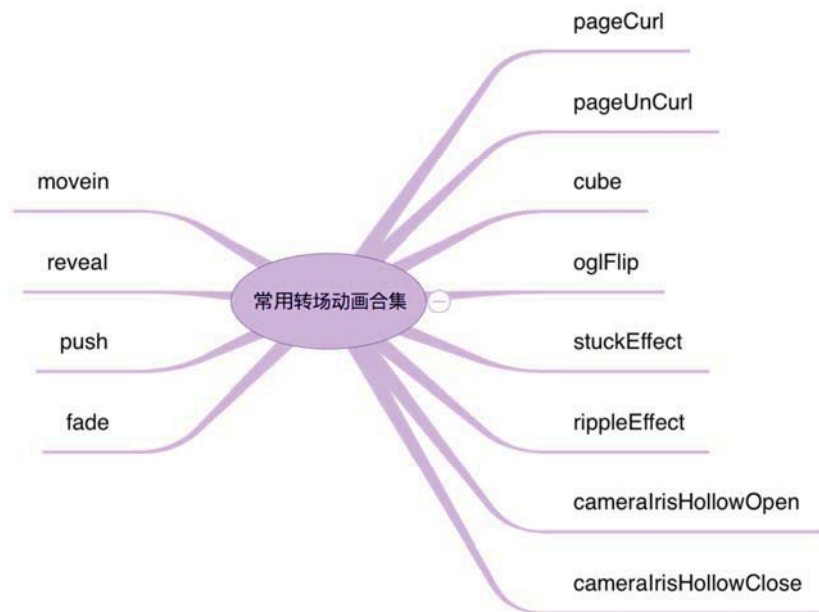 pageCurl
pageUnCurl
movein
cube
reveal
oglFlip
常用转场动画合集
push
stuckEffect
fade
rippleEffect
cameraIrisHollowOpen
cameraIrisHollowClose